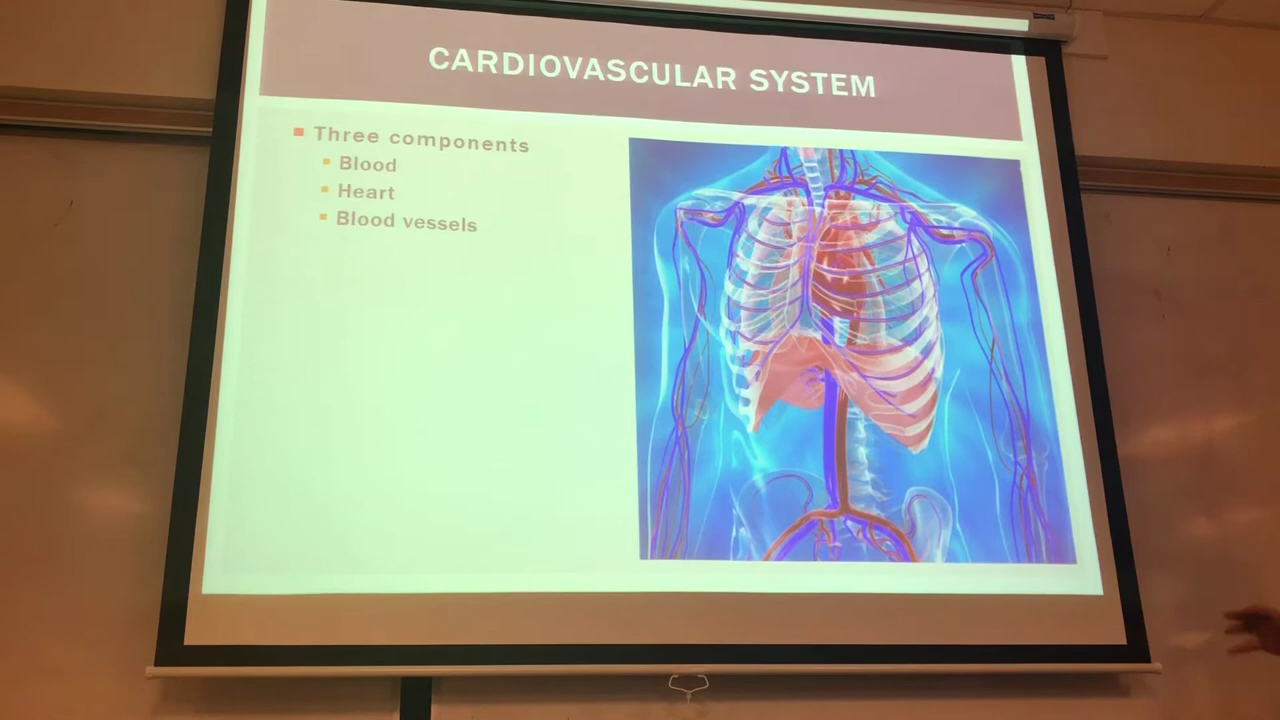 CARDIOVASCULAR SYSTEM
Three components
Blood
Heart
Blood vessels